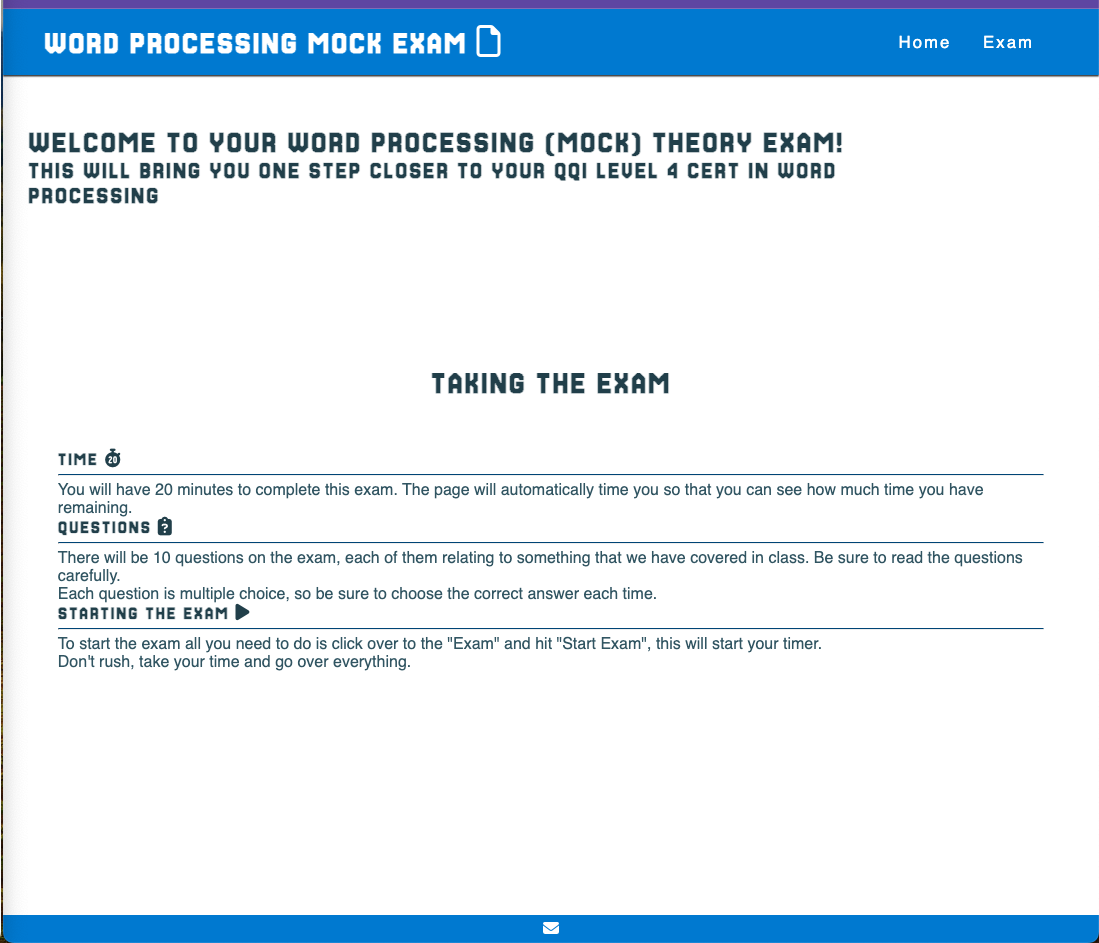 WORD PROCESSING MOCK EXAM
Home Exam
WELCOME TO YOUR WORD PROCESSING (MOCK) THEORY EXAM!
THIS WILL BRING YOU ONE STEP CLOSER TO YOUR QQI LEVEL 4 CERT IN WORD
PROCESSING
TAKING THE EXAM
TIME 20
You will have 20 minutes to complete this exam. The page will automatically time you so that you can see how much time you have
remaining.
QUESTIONS ?
There will be 10 questions on the exam, each of them relating to something that we have covered in class. Be sure to read the questions
carefully.
Each question is multiple choice, so be sure to choose the correct answer each time.
STARTING THE EXAM
To start the exam all you need to do is click over to the "Exam" and hit "Start Exam", this will start your timer.
Don't rush, take your time and go over everything.